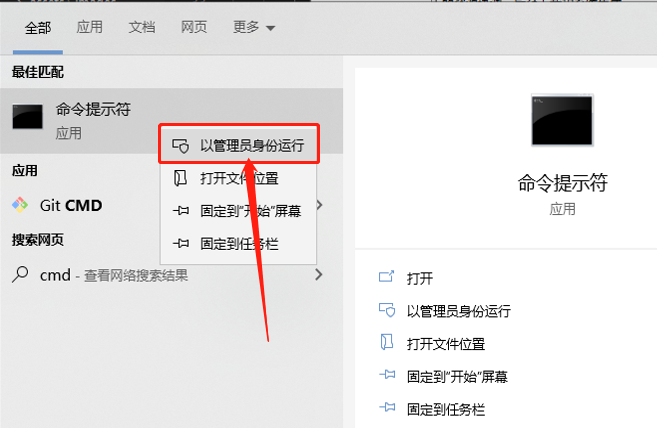 全部 应用 文档 网页 更多
最佳匹配
命令提示符
应用
以管理员身份运行
打开文件位置
固定到"开始"屏幕
固定到任务栏
应用
Git CMD
搜索网页
cmd - 查看网络搜索结果
命令提示符
应用
打开
以管理员身份运行
打开文件位置
固定到"开始"屏幕
固定到任务栏